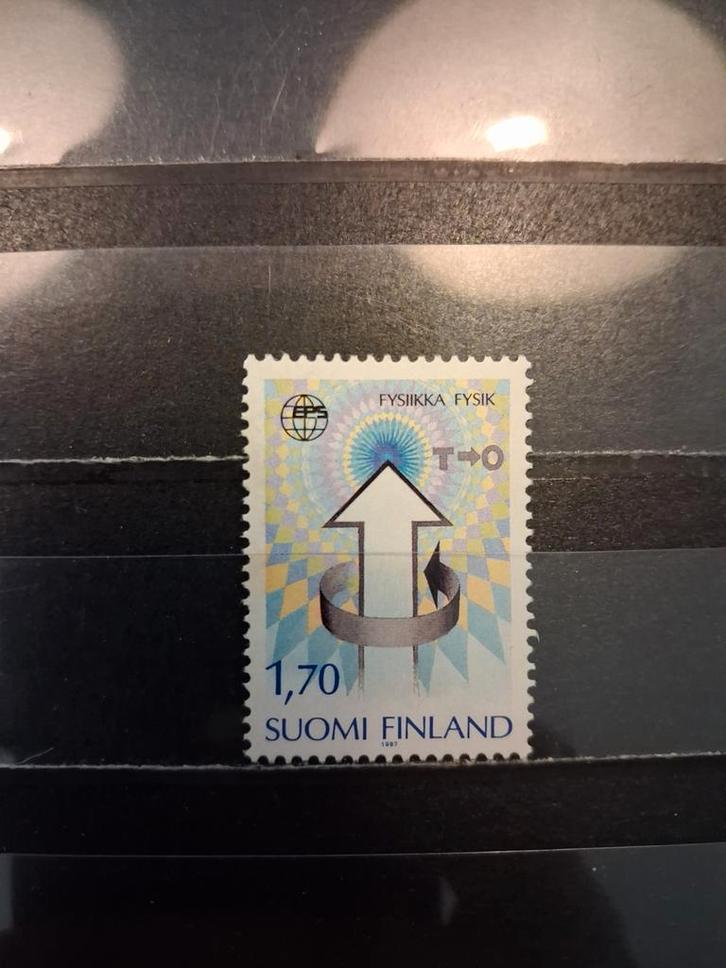 EPS
FYSIIKKA FYSIK
T→0
1,70
SUOMI FINLAND
1987